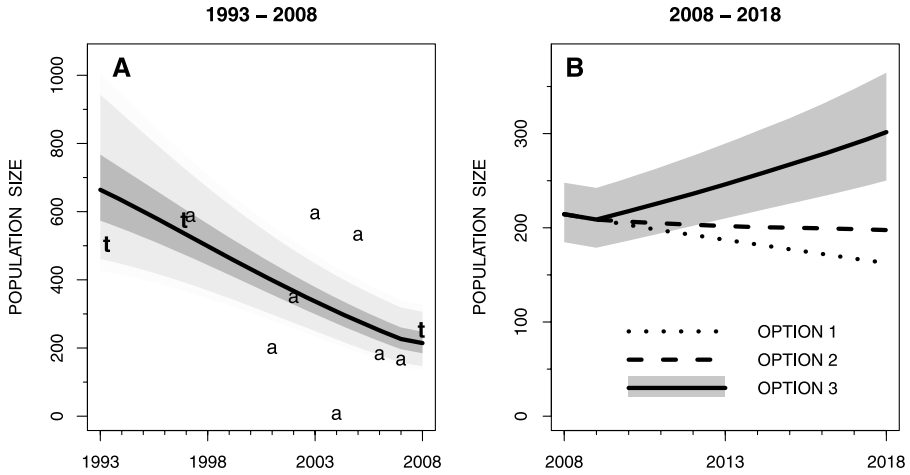 1993 – 2008
A
POPULATION SIZE
1000
800
600
400
200
0
t
t
a
a
a
a
a
a
a
a
t
1993
1998
2003
2008
2008 – 2018
B
POPULATION SIZE
300
200
100
0
OPTION 1
OPTION 2
OPTION 3
2008
2013
2018